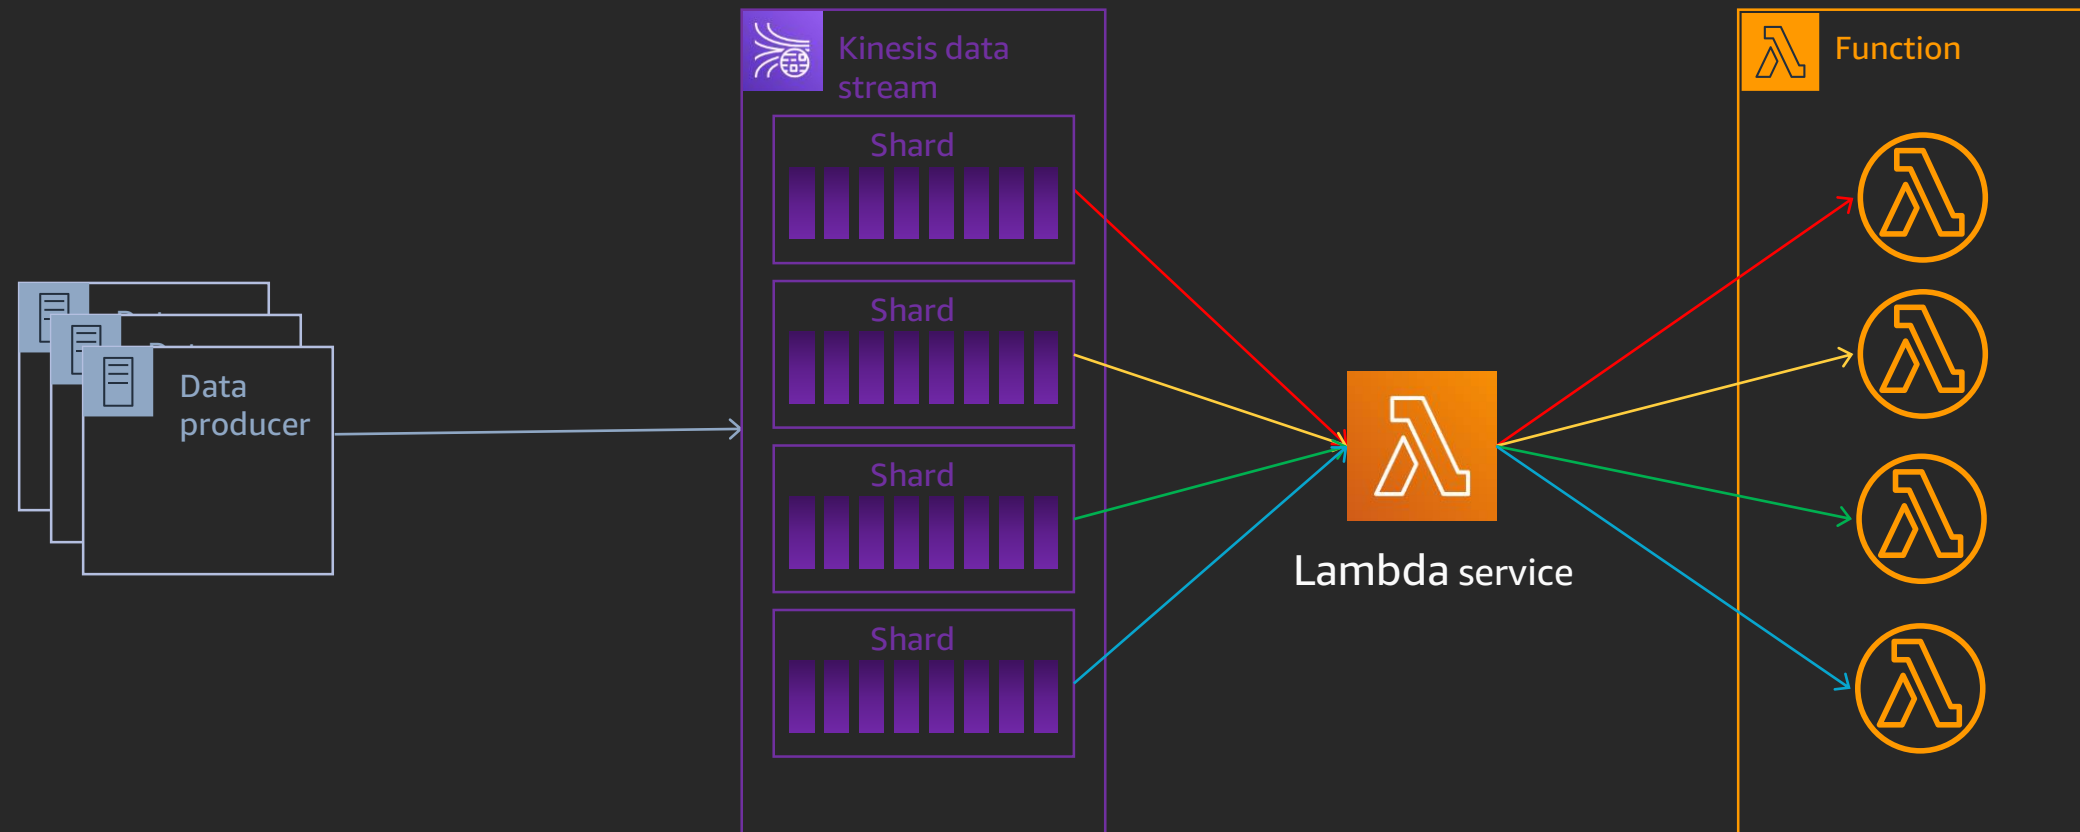 Kinesis data
stream
Function
Shard
Shard
Data
producer
Shard
Lambda service
Shard